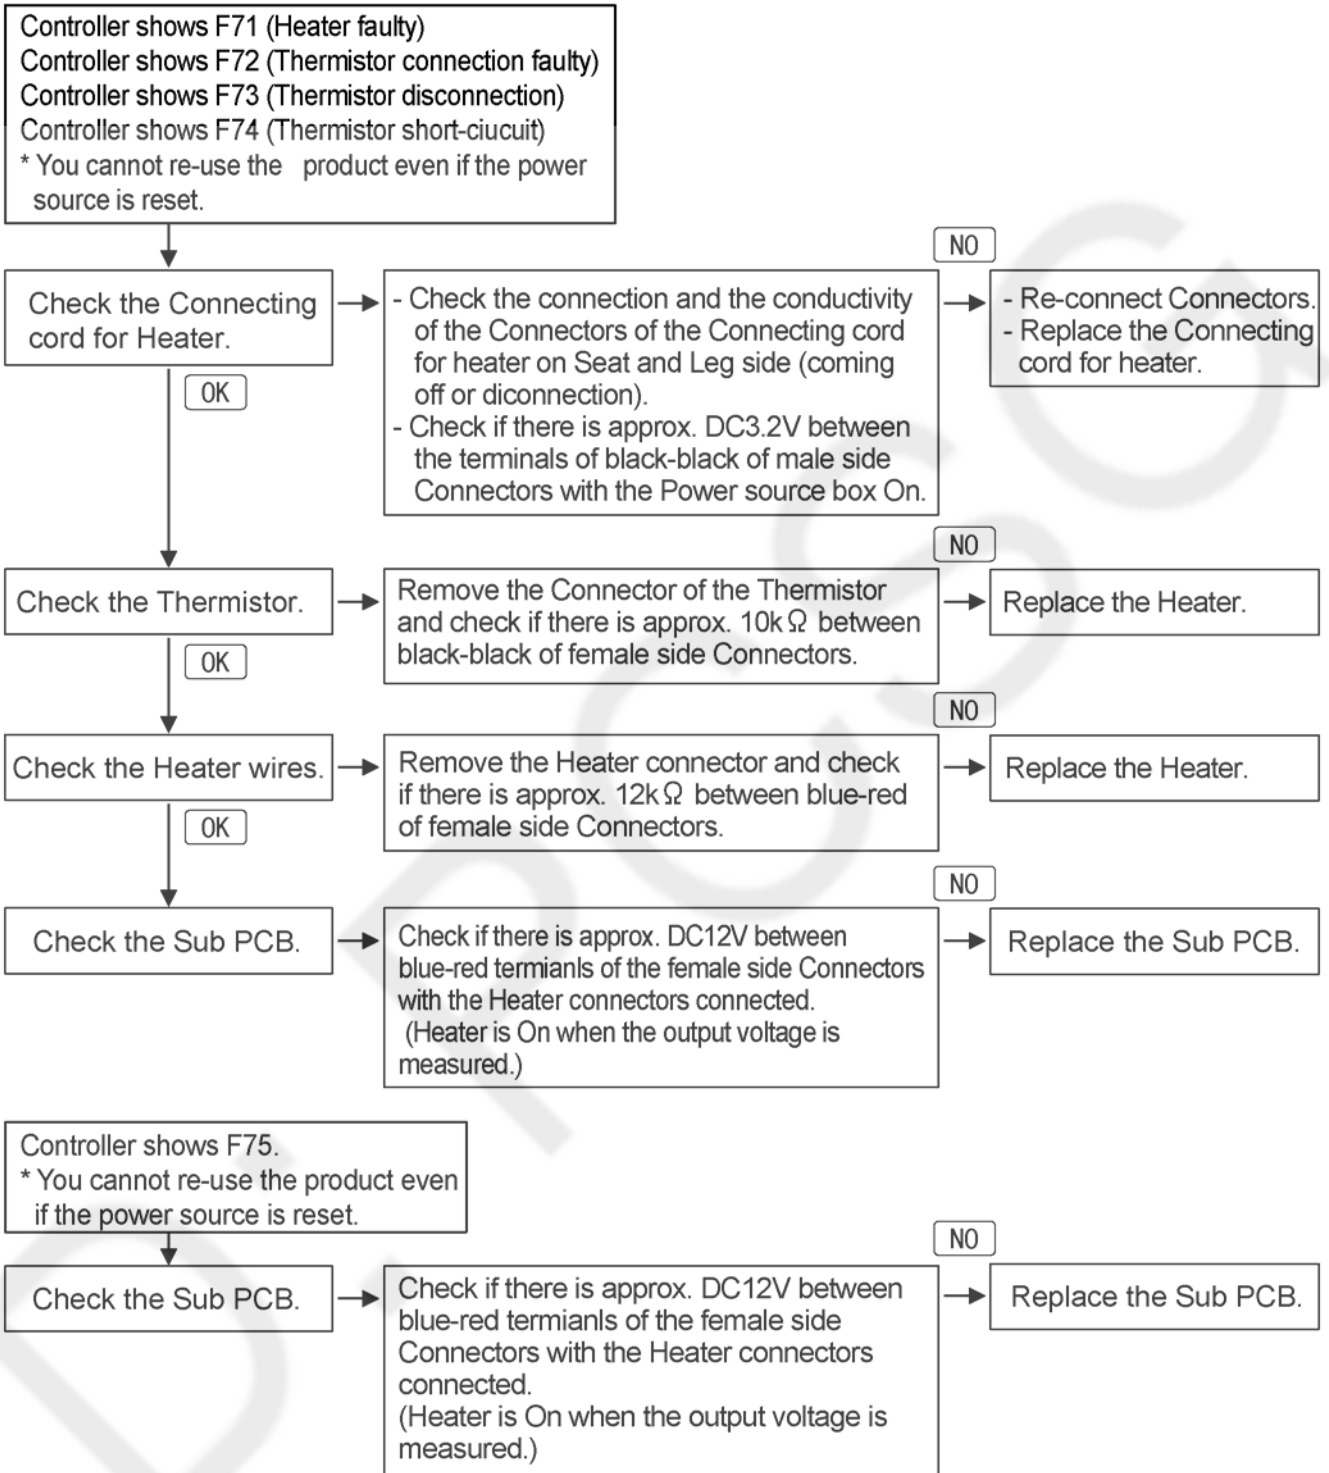 Controller shows F71 (Heater faulty)
Controller shows F72 (Thermistor connection faulty)
Controller shows F73 (Thermistor disconnection)
Controller shows F74 (Thermistor short-ciucuit)
* You cannot re-use the product even if the power
source is reset.
NO
Check the Connecting
cord for Heater.
- Check the connection and the conductivity
of the Connectors of the Connecting cord
for heater on Seat and Leg side (coming
off or diconnection).
- Check if there is approx. DC3.2V between
the terminals of black-black of male side
Connectors with the Power source box On.
- Re-connect Connectors.
- Replace the Connecting
cord for heater.
OK
NO
Check the Thermistor.
Remove the Connector of the Thermistor
and check if there is approx. 10kΩ between
black-black of female side Connectors.
Replace the Heater.
OK
NO
Check the Heater wires.
Remove the Heater connector and check
if there is approx. 12kΩ between blue-red
of female side Connectors.
Replace the Heater.
OK
NO
Check the Sub PCB.
Check if there is approx. DC12V between
blue-red termianls of the female side Connectors
with the Heater connectors connected.
(Heater is On when the output voltage is
measured.)
Replace the Sub PCB.
Controller shows F75.
* You cannot re-use the product even
if the power source is reset.
NO
Check the Sub PCB.
Check if there is approx. DC12V between
blue-red termianls of the female side
Connectors with the Heater connectors
connected.
(Heater is On when the output voltage is
measured.)
Replace the Sub PCB.
D. PCSG